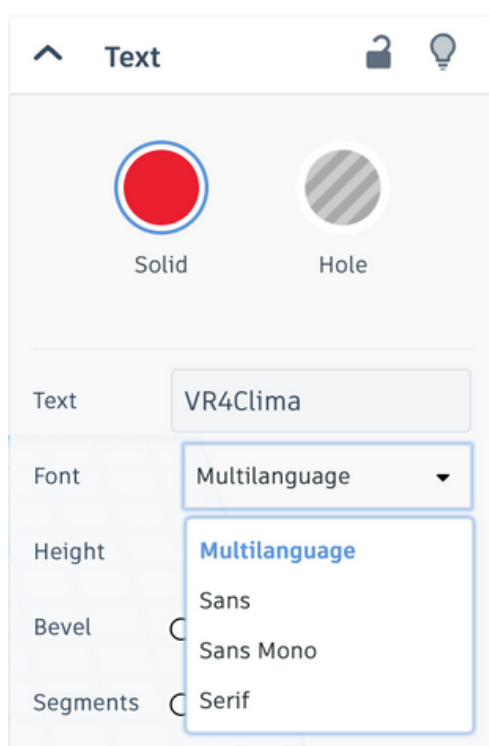 Text
Solid
Hole
Text
VR4Clima
Font
Multilanguage
Height
Multilanguage
Sans
Bevel
Sans Mono
Segments
Serif